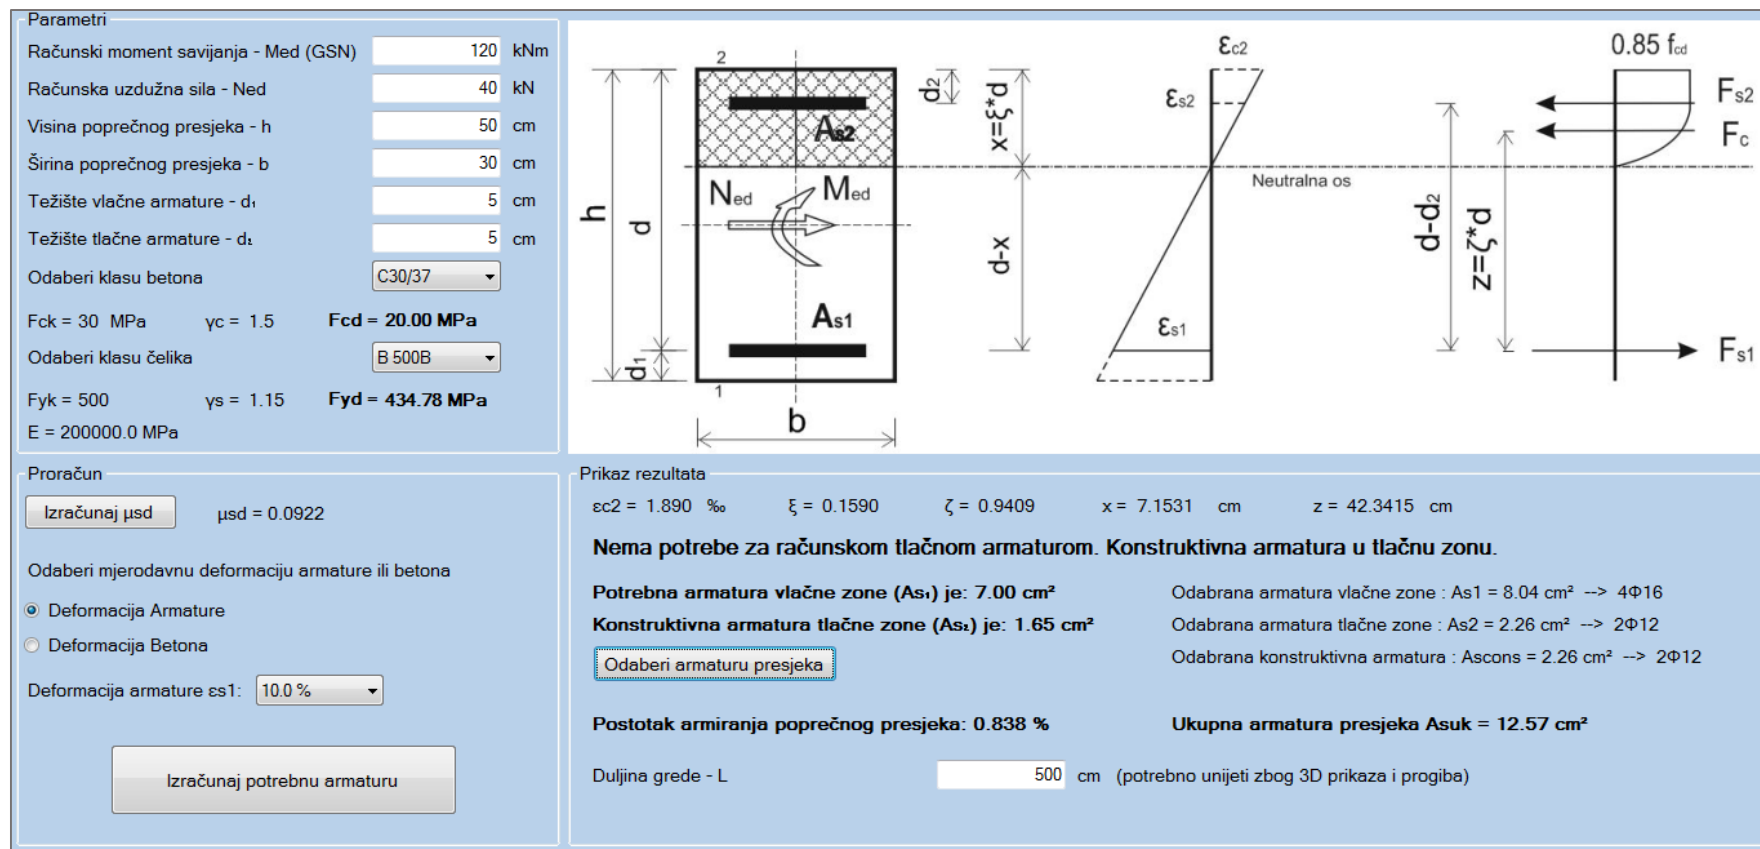 Parametri
Računski moment savijanja - Med (GSN) 120 kNm
Računska uzdužna sila - Ned 40 kN
Visina poprečnog presjeka - h 50 cm
Širina poprečnog presjeka - b 30 cm
Težište vlačne armature - d₁ 5 cm
Težište tlačne armature - d₂ 5 cm
Odaberi klasu betona C30/37
Fck = 30 MPa γc = 1.5 Fcd = 20.00 MPa
Odaberi klasu čelika B 500B
Fyk = 500 γs = 1.15 Fyd = 434.78 MPa
E = 200000.0 MPa
2
h
d
d₂
As2
Ned
Med
As1
d₁
1
b
x=ξ*d
d-x
εc2
εs2
Neutralna os
εs1
0.85 fcd
Fs2
Fc
d-d₂
z=ζ*d
Fs1
Proračun
Izračunaj μsd μsd = 0.0922
Odaberi mjerodavnu deformaciju armature ili betona
Deformacija Armature
Deformacija Betona
Deformacija armature εs1: 10.0 %
Izračunaj potrebnu armaturu
Prikaz rezultata
εc2 = 1.890 ‰ ξ = 0.1590 ζ = 0.9409 x = 7.1531 cm z = 42.3415 cm
Nema potrebe za računskom tlačnom armaturom. Konstruktivna armatura u tlačnu zonu.
Potrebna armatura vlačne zone (As₁) je: 7.00 cm² Odabrana armatura vlačne zone : As1 = 8.04 cm² --> 4Φ16
Konstruktivna armatura tlačne zone (As₂) je: 1.65 cm² Odabrana armatura tlačne zone : As2 = 2.26 cm² --> 2Φ12
Odaberi armaturu presjeka Odabrana konstruktivna armatura : Ascons = 2.26 cm² --> 2Φ12
Postotak armiranja poprečnog presjeka: 0.838 % Ukupna armatura presjeka Asuk = 12.57 cm²
Duljina grede - L 500 cm (potrebno unijeti zbog 3D prikaza i progiba)